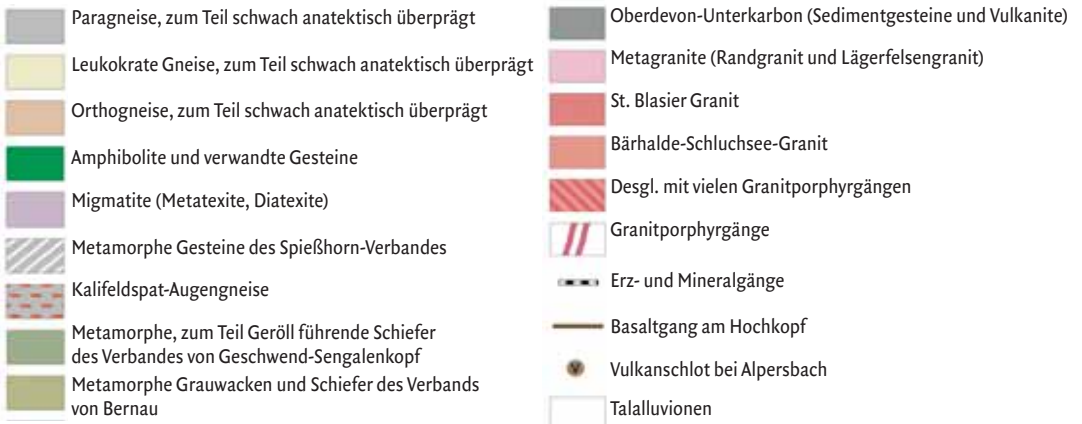 Paragneise, zum Teil schwach anatektisch überprägt
Leukokrate Gneise, zum Teil schwach anatektisch überprägt
Orthogneise, zum Teil schwach anatektisch überprägt
Amphibolite und verwandte Gesteine
Migmatite (Metatexite, Diatexite)
Metamorphe Gesteine des Spießhorn-Verbandes
Kalifeldspat-Augengneise
Metamorphe, zum Teil Geröll führende Schiefer
des Verbandes von Geschwend-Sengalenkopf
Metamorphe Grauwacken und Schiefer des Verbands
von Bernau
Oberdevon-Unterkarbon (Sedimentgesteine und Vulkanite)
Metagranite (Randgranit und Lägerfelsengranit)
St. Blasier Granit
Bärhalde-Schluchsee-Granit
Desgl. mit vielen Granitporphyrgängen
Granitporphyrgänge
Erz- und Mineralgänge
Basaltgang am Hochkopf
V
Vulkanschlot bei Alpersbach
Talalluvionen